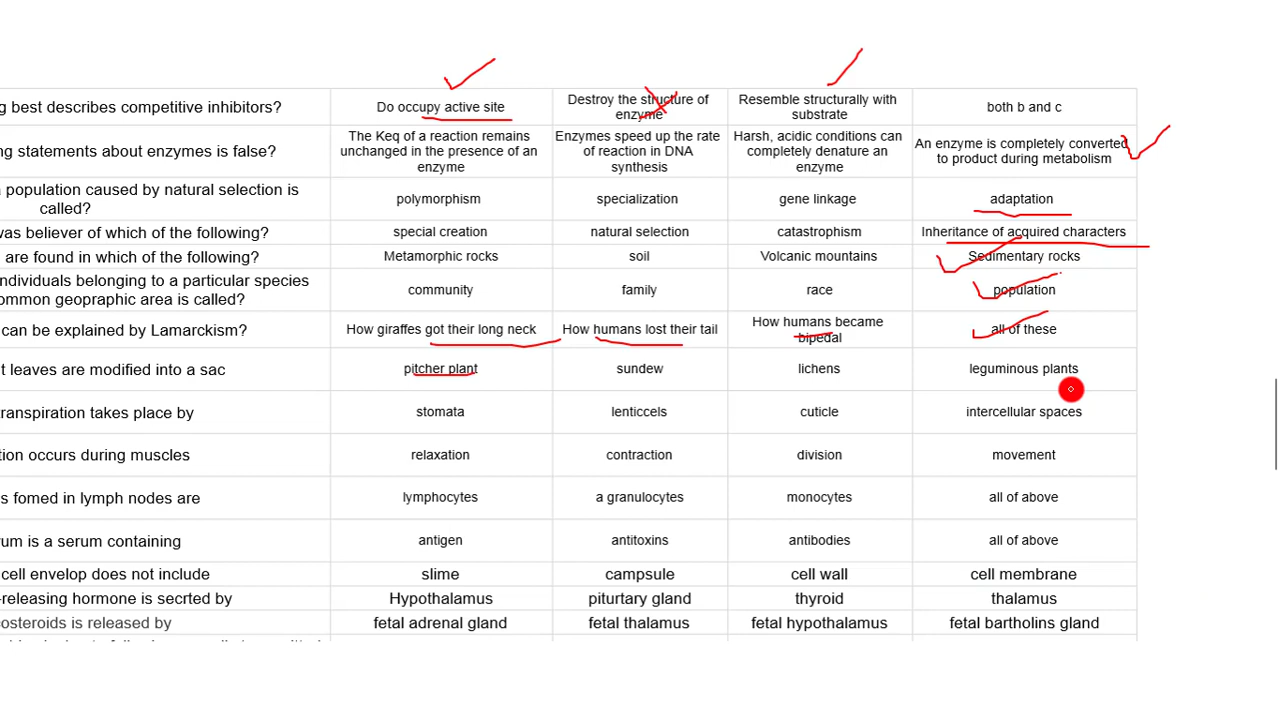 g best describes competitive inhibitors?
Do occupy active site
Destroy the structure of
enzyme
Resemble structurally with
substrate
both b and c
ng statements about enzymes is false?
The Keq of a reaction remains
unchanged in the presence of an
enzyme
Enzymes speed up the rate
of reaction in DNA
synthesis
Harsh, acidic conditions can
completely denature an
enzyme
An enzyme is completely converted
to product during metabolism
a population caused by natural selection is
called?
polymorphism
specialization
gene linkage
adaptation
was believer of which of the following?
special creation
natural selection
catastrophism
Inheritance of acquired characters
are found in which of the following?
Metamorphic rocks
soil
Volcanic mountains
Sedimentary rocks
individuals belonging to a particular species
ommon geopraphic area is called?
community
family
race
population
can be explained by Lamarckism?
How giraffes got their long neck
How humans lost their tail
How humans became
bipedal
all of these
t leaves are modified into a sac
pitcher plant
sundew
lichens
leguminous plants
transpiration takes place by
stomata
lenticcels
cuticle
intercellular spaces
tion occurs during muscles
relaxation
contraction
division
movement
s fomed in lymph nodes are
lymphocytes
a granulocytes
monocytes
all of above
rum is a serum containing
antigen
antitoxins
antibodies
all of above
cell envelop does not include
slime
campsule
cell wall
cell membrane
-releasing hormone is secrted by
Hypothalamus
piturtary gland
thyroid
thalamus
costeroids is released by
fetal adrenal gland
fetal thalamus
fetal hypothalamus
fetal bartholins gland